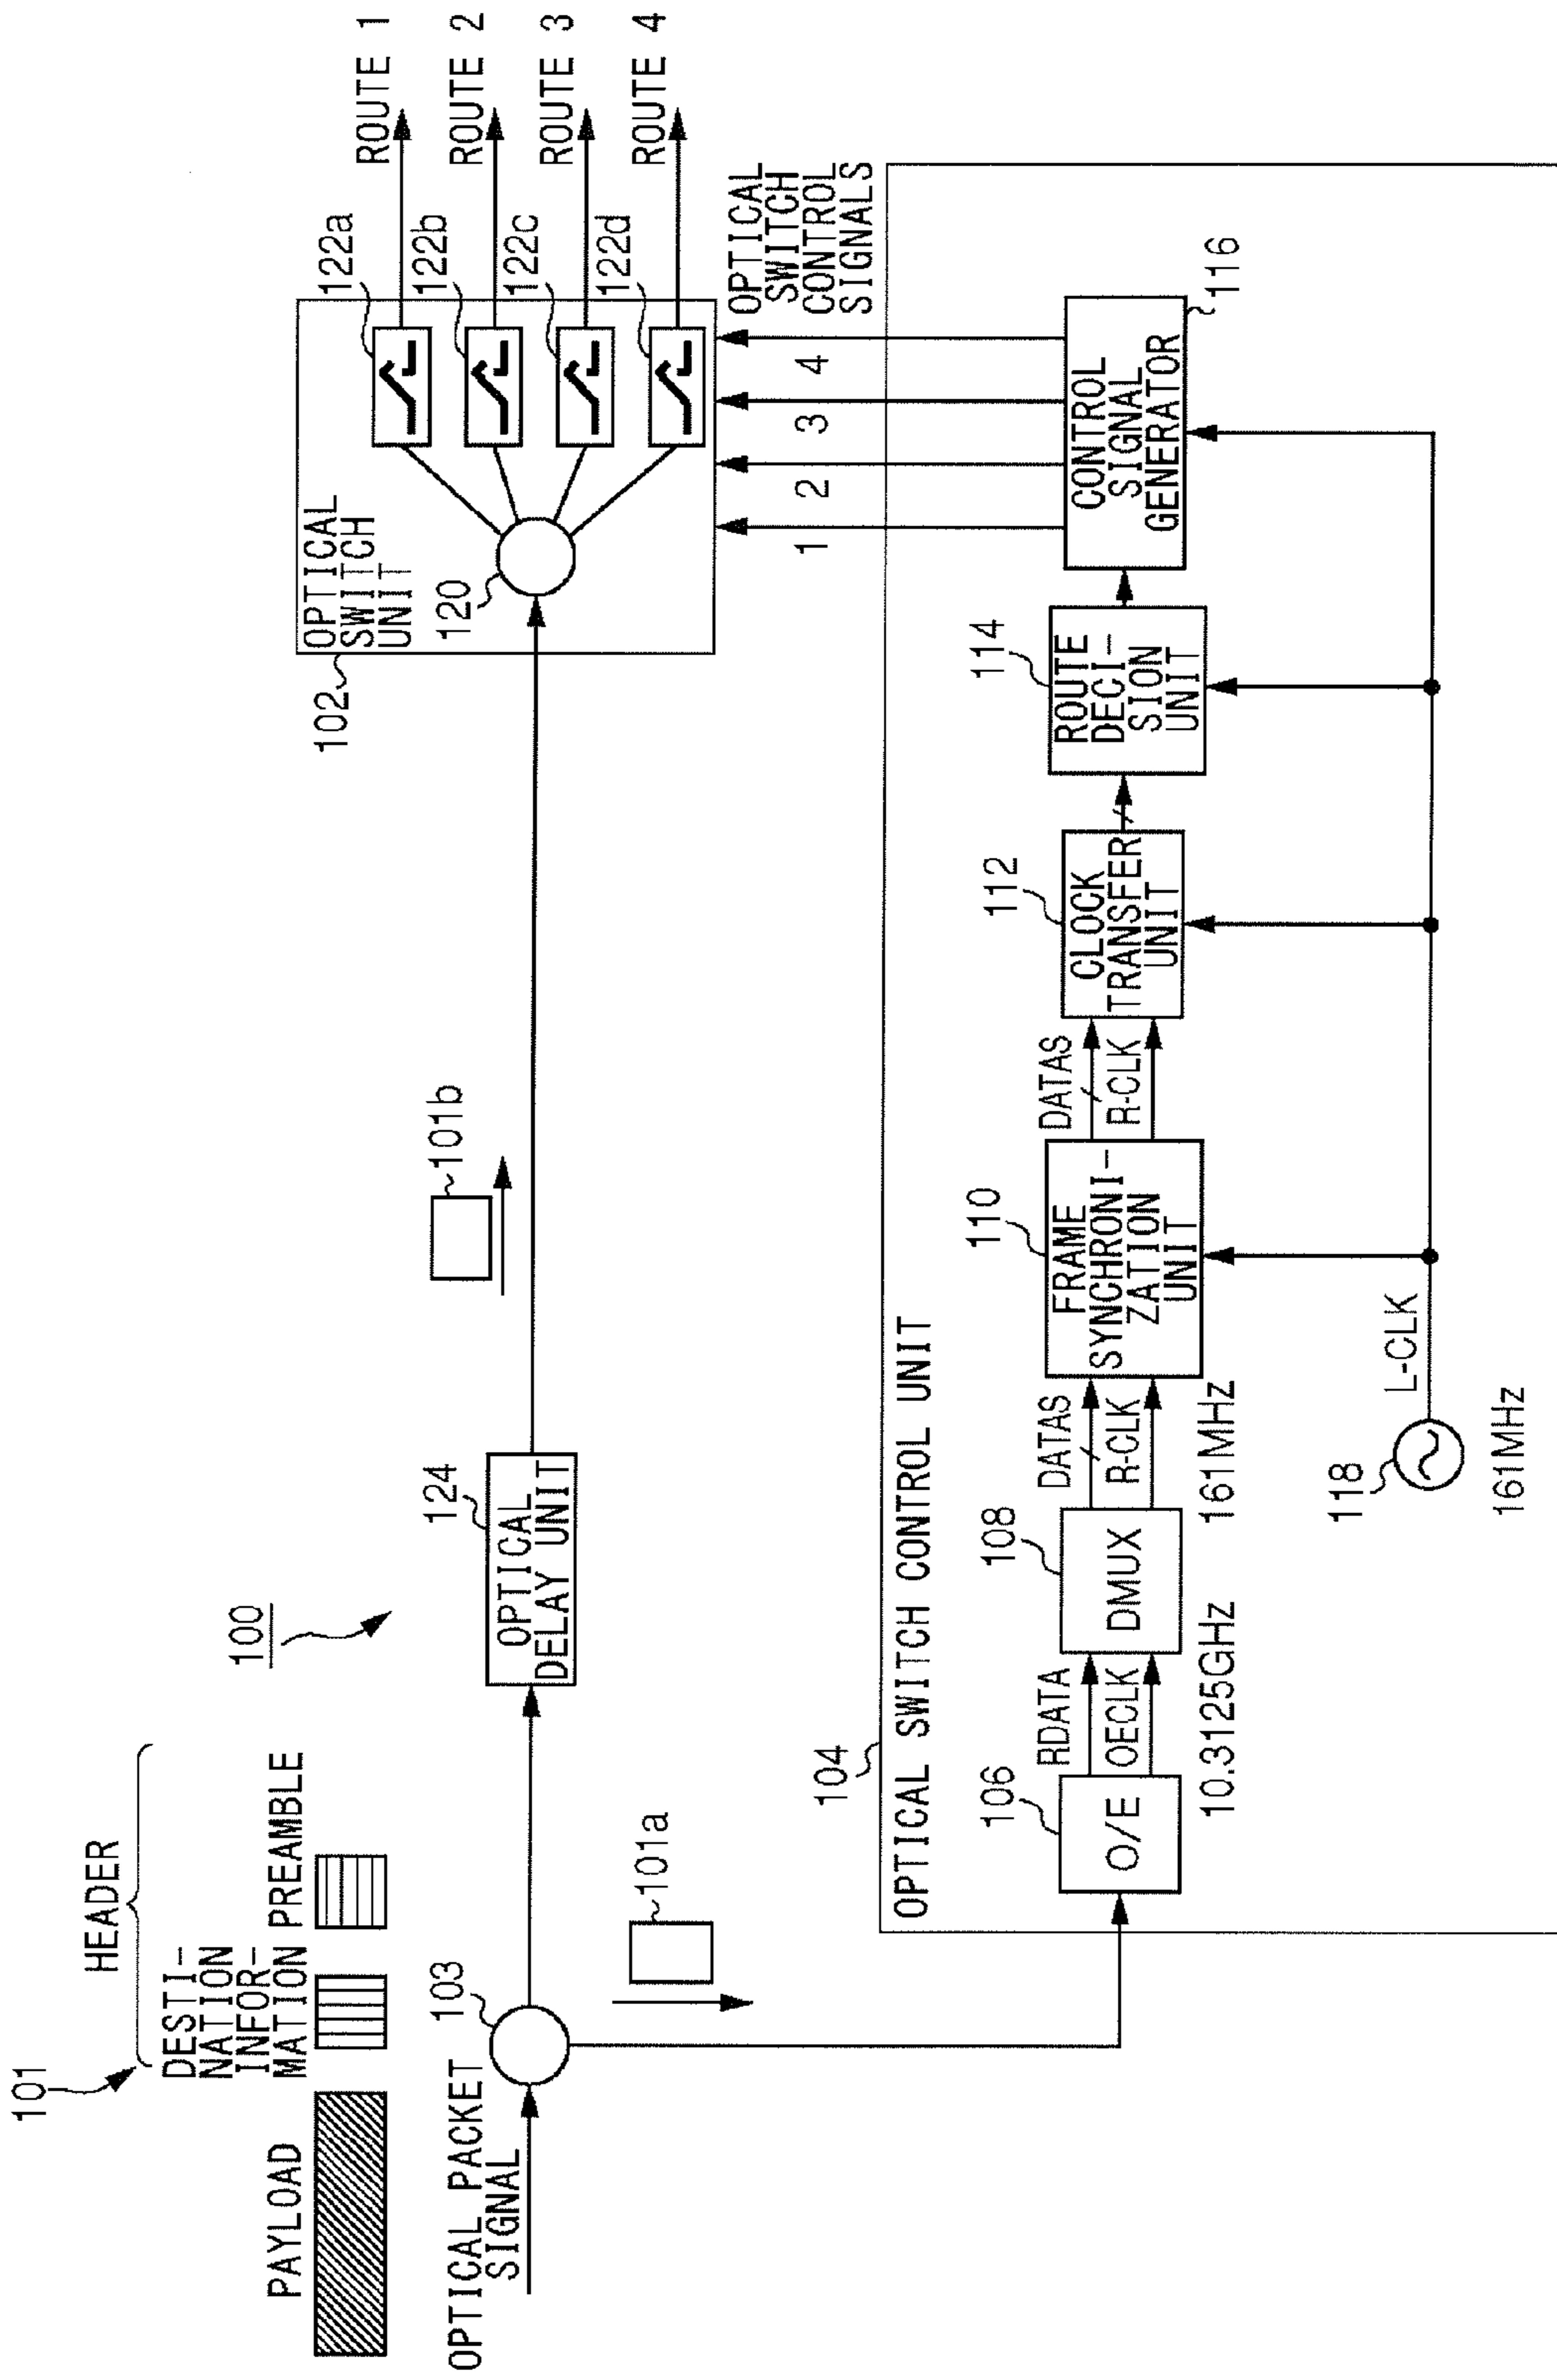 101
HEADER
DESTI-
NATION
INFOR-
MATION
PREAMBLE
PAYLOAD
100
OPTICAL PACKET
SIGNAL
103
101a
124
OPTICAL
DELAY UNIT
101b
102
OPTICAL
SWITCH
UNIT
120
122a
122b
122c
122d
ROUTE 1
ROUTE 2
ROUTE 3
ROUTE 4
1
2
3
4
OPTICAL
SWITCH
CONTROL
SIGNALS
104
OPTICAL SWITCH CONTROL UNIT
106
O/E
RDATA
OECLK
10.3125GHz
108
DMUX
DATAS
R-CLK
161MHz
110
FRAME
SYNCHRONI-
ZATION
UNIT
DATAS
R-CLK
112
CLOCK
TRANSFER
UNIT
114
ROUTE
DECI-
SION
UNIT
CONTROL
SIGNAL
GENERATOR
116
118
L-CLK
161MHz